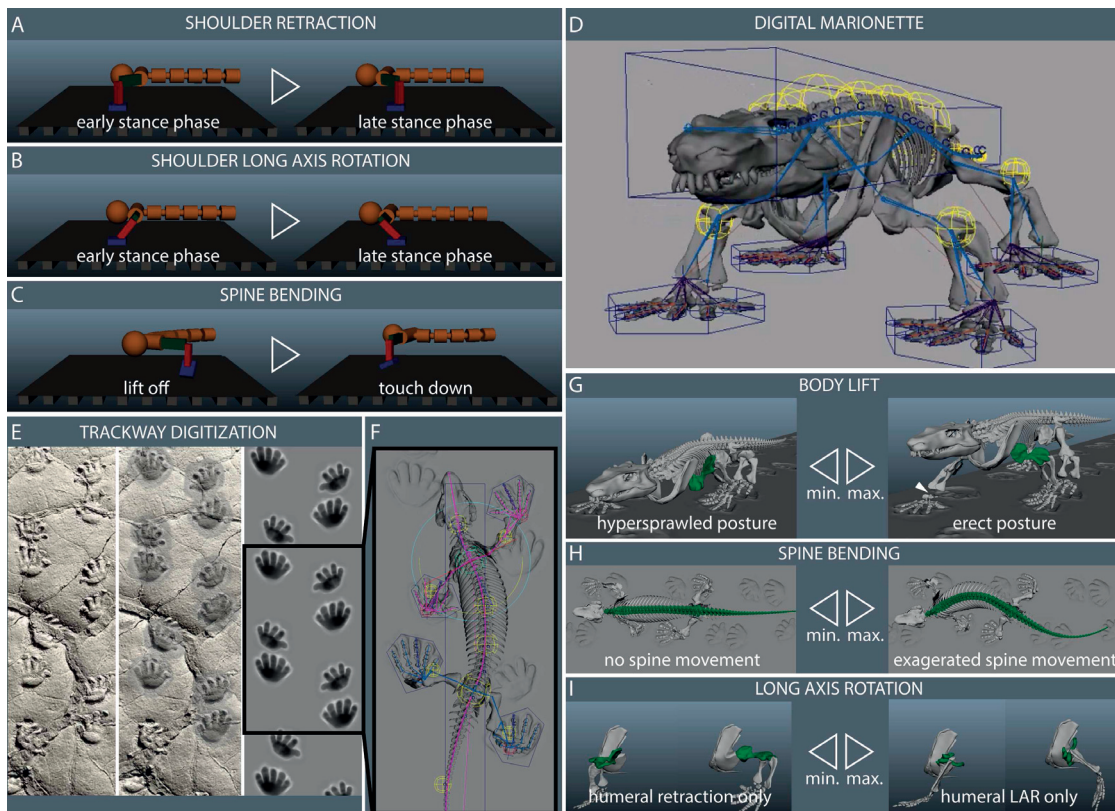 A SHOULDER RETRACTION
early stance phase
late stance phase
B SHOULDER LONG AXIS ROTATION
early stance phase
late stance phase
C SPINE BENDING
lift off
touch down
D DIGITAL MARIONETTE
E TRACKWAY DIGITIZATION
F
G BODY LIFT
min. max.
hypersprawled posture
erect posture
H SPINE BENDING
min. max.
no spine movement
exagerated spine movement
I LONG AXIS ROTATION
min. max.
humeral retraction only
humeral LAR only